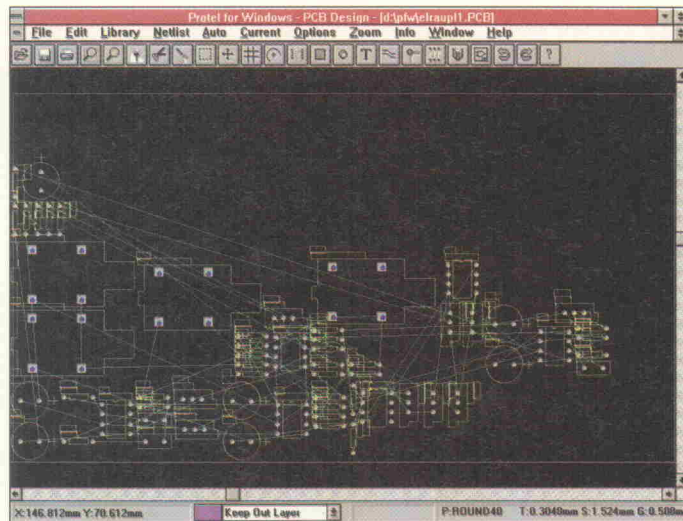 Protel for Windows - PCB Design - [d:\pfw\elraupl1.PCB]
File Edit Library Netlist Auto Current Options Zoom Info Window Help
X:146.812mm Y:70.612mm Keep Out Layer P:ROUND40 T:0.3048mm S:1.524mm G:0.508mm